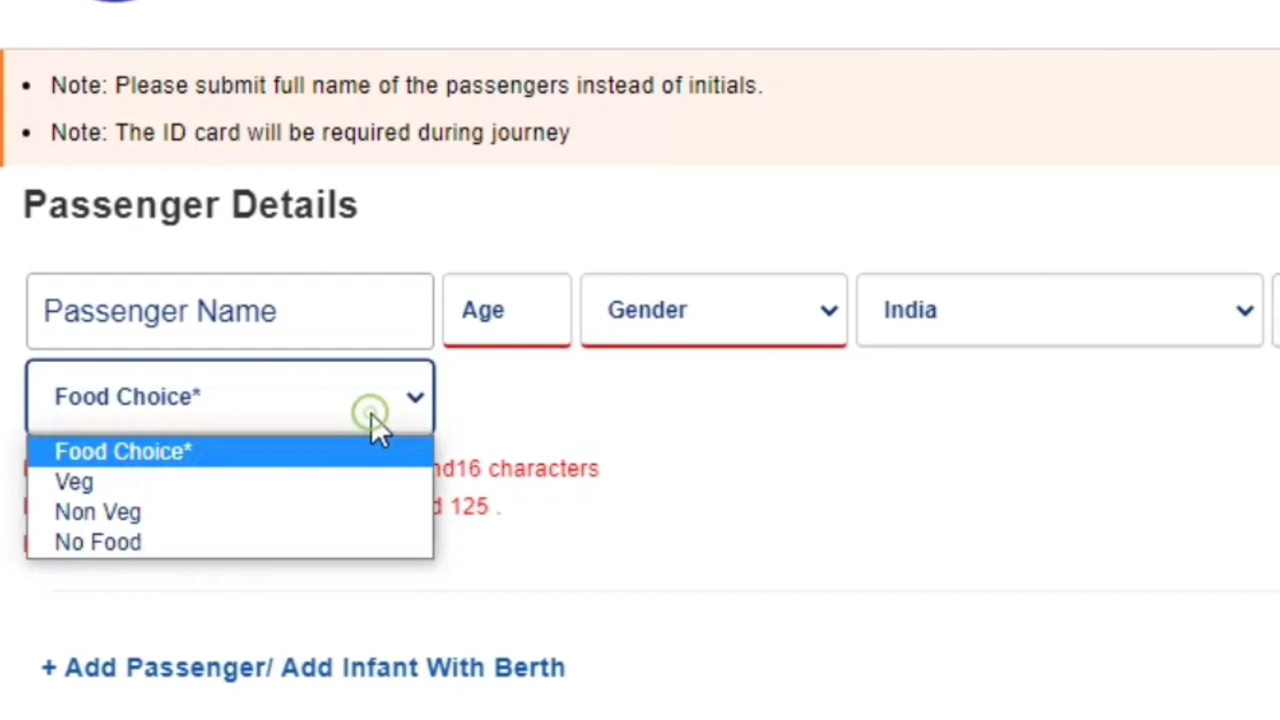 Note: Please submit full name of the passengers instead of initials.
Note: The ID card will be required during journey
Passenger Details
Passenger Name Age Gender India
Food Choice*
Food Choice*
Veg
Non Veg
No Food
16 characters
125 .
+ Add Passenger/ Add Infant With Berth